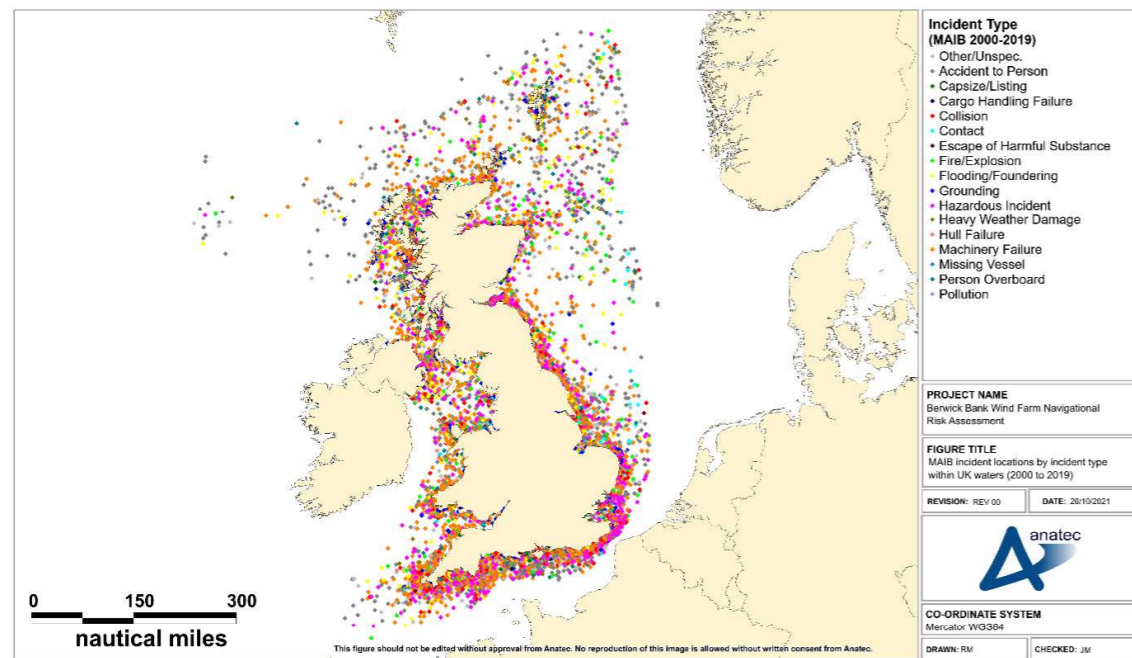 Incident Type
(MAIB 2000-2019)
Other/Unspec.
Accident to Person
Capsize/Listing
Cargo Handling Failure
Collision
Contact
Escape of Harmful Substance
Fire/Explosion
Flooding/Foundering
Grounding
Hazardous Incident
Heavy Weather Damage
Hull Failure
Machinery Failure
Missing Vessel
Person Overboard
Pollution
PROJECT NAME
Berwick Bank Wind Farm Navigational
Risk Assessment
FIGURE TITLE
MAIB incident locations by incident type
within UK waters (2000 to 2019)
REVISION: REV 00
DATE: 26/10/2021
anatec
CO-ORDINATE SYSTEM
Mercator WGS84
DRAWN: RM
CHECKED: JM
0 150 300
nautical miles
This figure should not be edited without approval from Anatec. No reproduction of this image is allowed without written consent from Anatec.